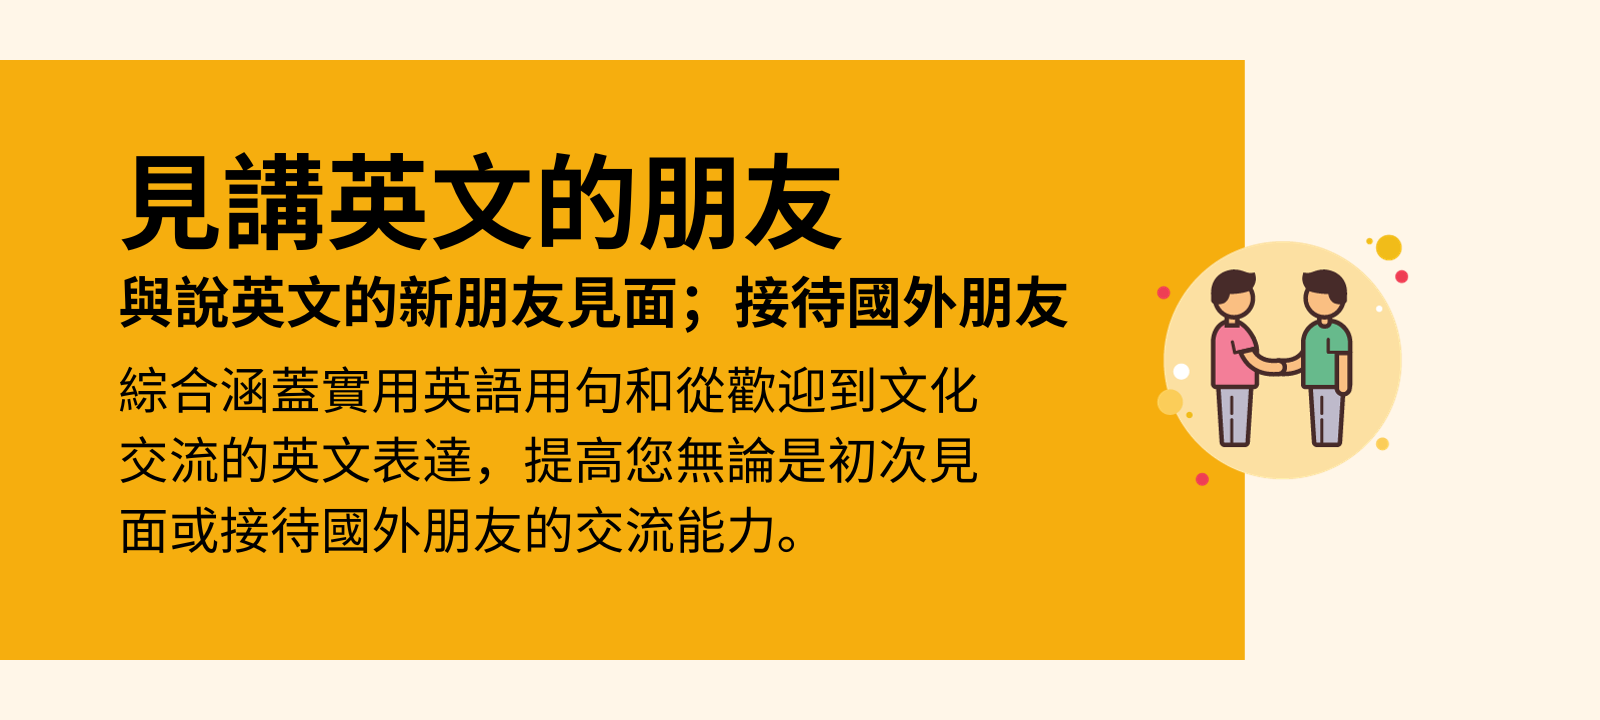 見講英文的朋友
與說英文的新朋友見面；接待國外朋友
綜合涵蓋實用英語用句和從歡迎到文化
交流的英文表達，提高您無論是初次見
面或接待國外朋友的交流能力。